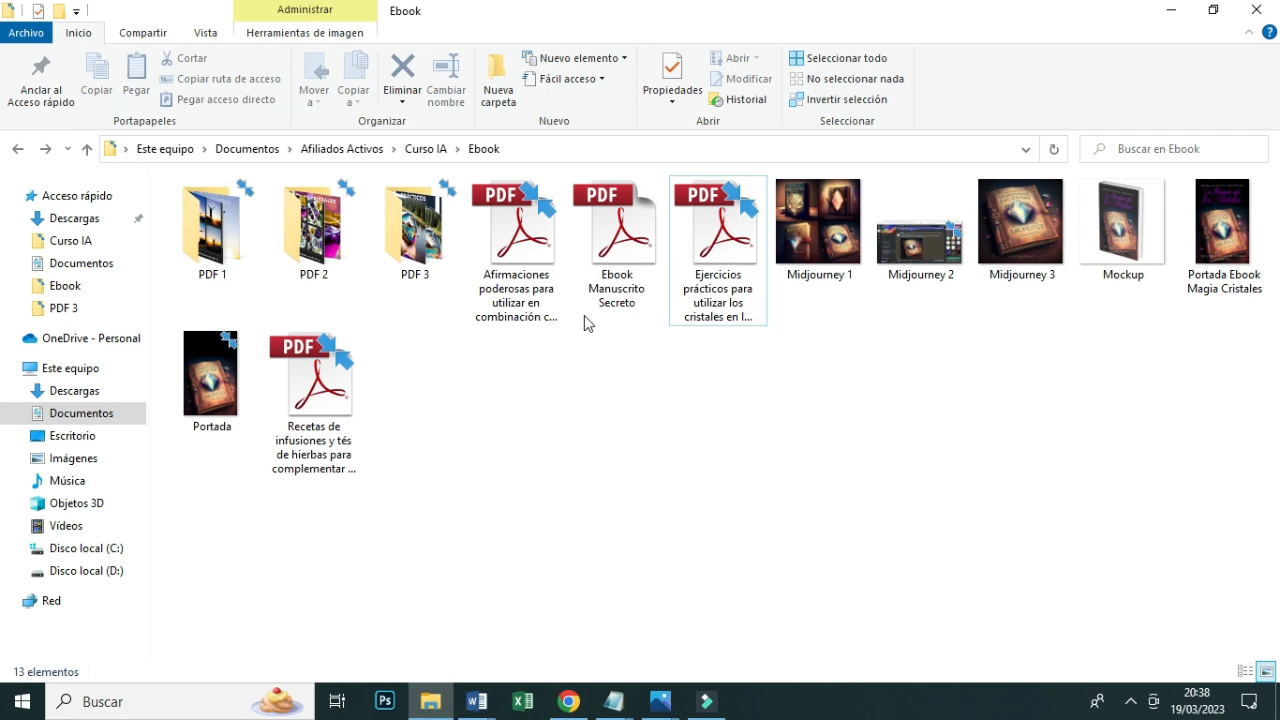 Administrar
Ebook
Archivo
Inicio
Compartir
Vista
Herramientas de imagen
Anclar al
Acceso rápido
Copiar
Pegar
Cortar
Copiar ruta de acceso
Pegar acceso directo
Portapapeles
Mover
a
Copiar
a
Eliminar
Cambiar
nombre
Organizar
Nueva
carpeta
Nuevo elemento
Fácil acceso
Nuevo
Propiedades
Abrir
Modificar
Historial
Abrir
Seleccionar todo
No seleccionar nada
Invertir selección
Seleccionar
Este equipo > Documentos > Afiliados Activos > Curso IA > Ebook
Buscar en Ebook
Acceso rápido
Descargas
Curso IA
Documentos
Ebook
PDF 3
OneDrive - Personal
Este equipo
Descargas
Documentos
Escritorio
Imágenes
Música
Objetos 3D
Vídeos
Disco local (C:)
Disco local (D:)
Red
PDF 1
PDF 2
PDF 3
PDF
Afirmaciones
poderosas para
utilizar en
combinación c...
PDF
Ebook
Manuscrito
Secreto
PDF
Ejercicios
prácticos para
utilizar los
cristales en l...
Midjourney 1
Midjourney 2
Midjourney 3
Mockup
Portada Ebook
Magia Cristales
Portada
PDF
Recetas de
infusiones y tés
de hierbas para
complementar ...
13 elementos
Buscar
Ps
20:38
19/03/2023